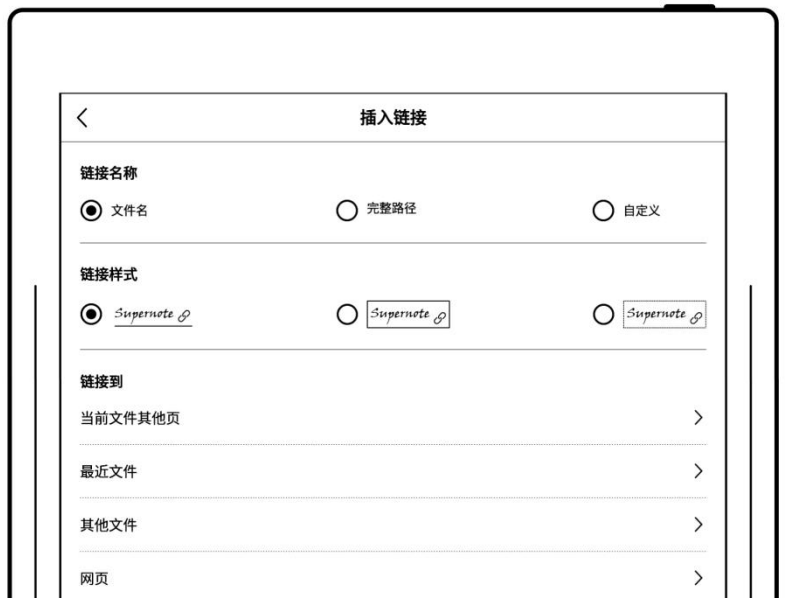 插入链接
链接名称
文件名 完整路径 自定义
链接样式
Supernote Supernote Supernote
链接到
当前文件其他页
最近文件
其他文件
网页